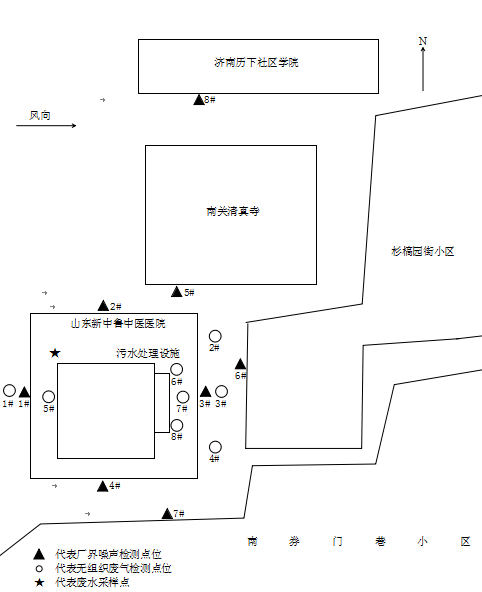 N
济南历下社区学院
8#
风向
南关清真寺
杉槁园街小区
5#
2#
山东新中鲁中医医院
污水处理设施
2#
6#
6#
1# 1# 5# 7# 3# 3#
8#
4#
4#
7#
南券门巷小区
代表厂界噪声检测点位
代表无组织废气检测点位
代表废水采样点